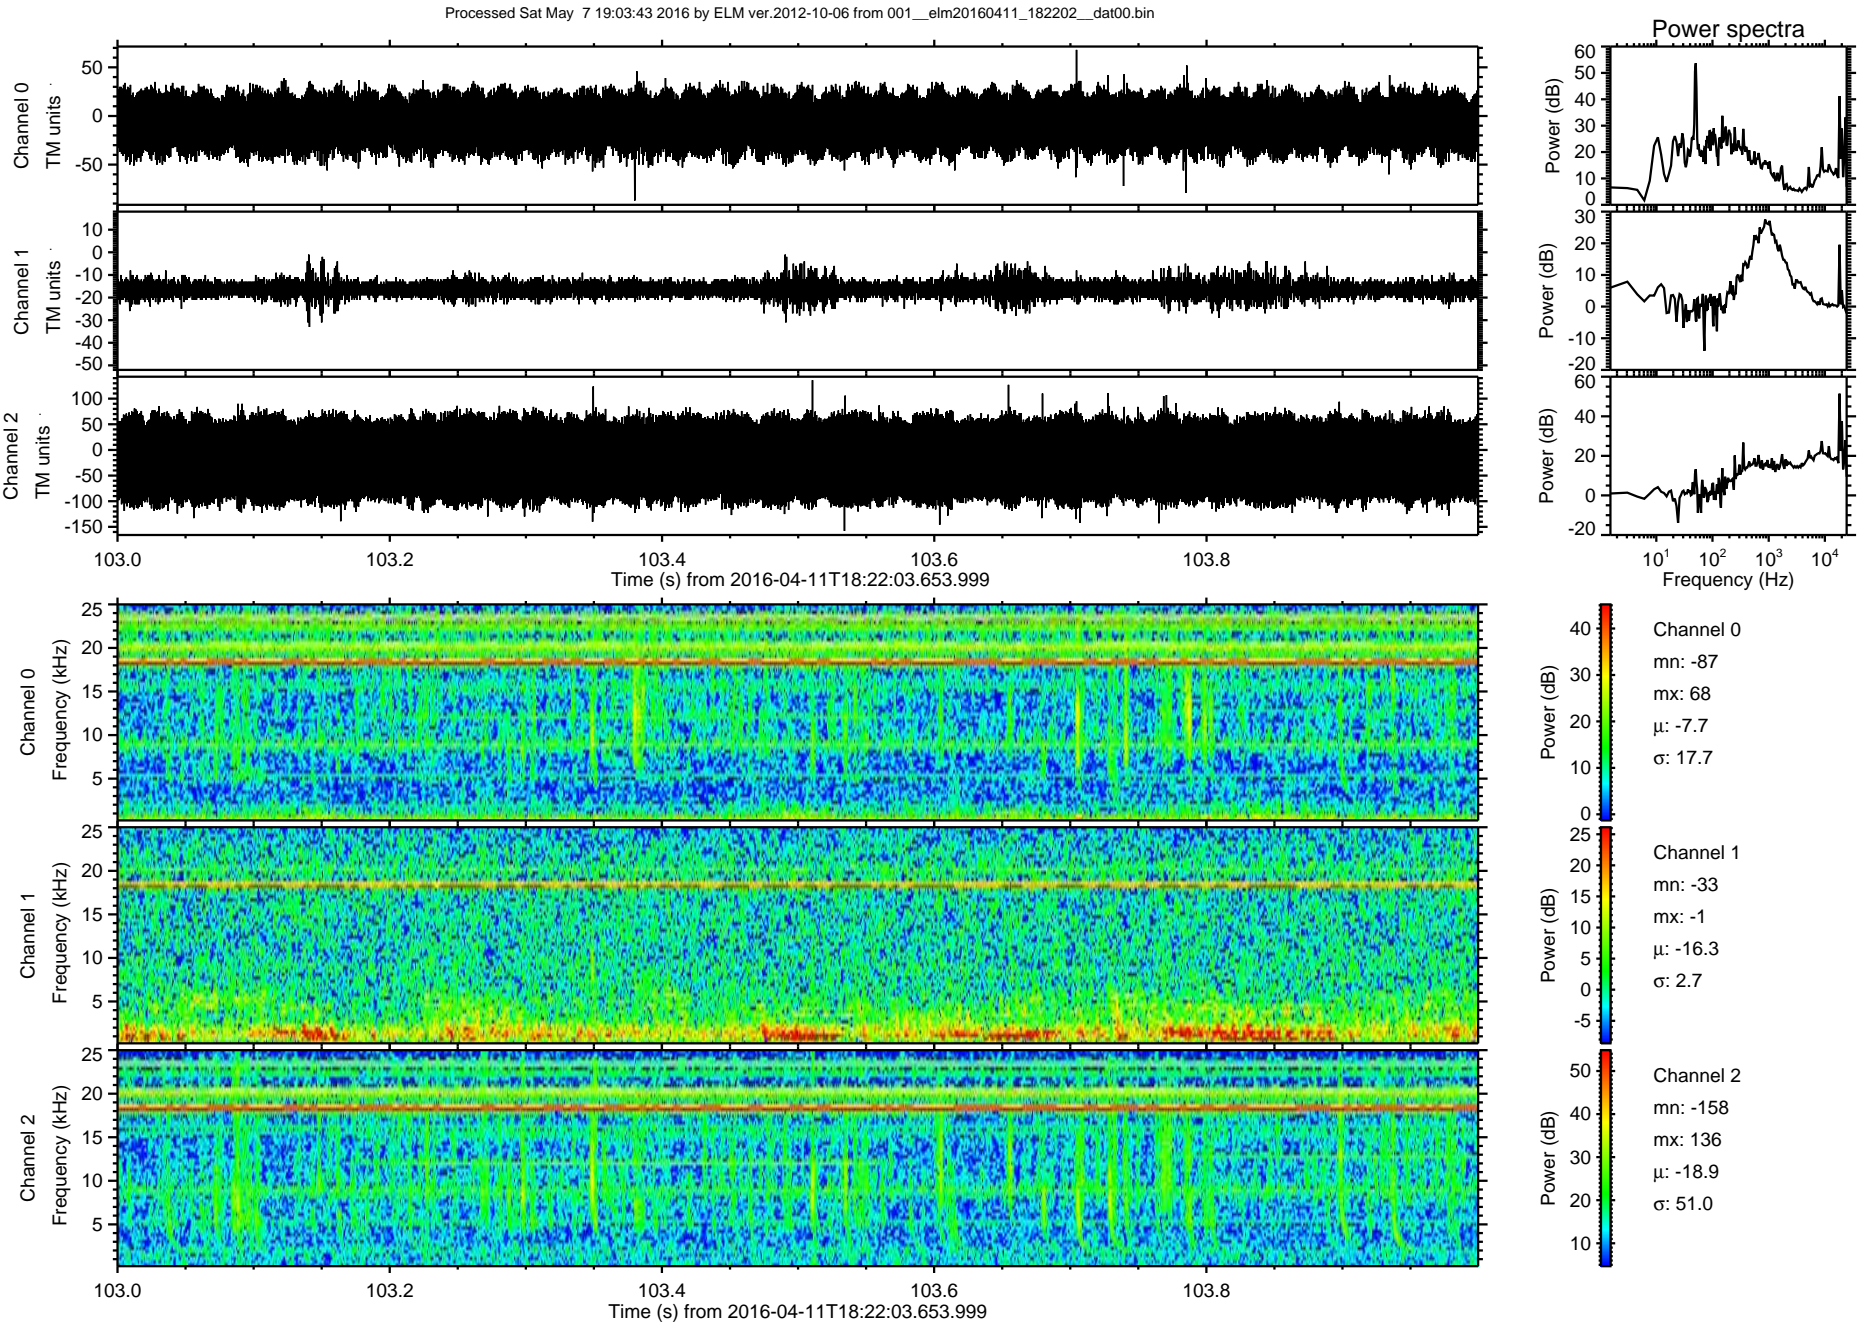 Processed Sat May  7 19:03:43 2016 by ELM ver.2012-10-06 from 001__elm20160411_182202__dat00.bin
Power spectra
Channel 0
TM units
50
0
-50
Power (dB)
60
50
40
30
20
10
0
Channel 1
TM units
10
0
-10
-20
-30
-40
-50
Power (dB)
30
20
10
0
-10
-20
Channel 2
TM units
100
50
0
-50
-100
-150
Power (dB)
60
40
20
0
-20
103.0 103.2 103.4 103.6 103.8
Time (s) from 2016-04-11T18:22:03.653.999
10^1 10^2 10^3 10^4
Frequency (Hz)
Channel 0
Frequency (kHz)
25
20
15
10
5
Power (dB)
40
30
20
10
0
Channel 0
mn: -87
mx: 68
μ: -7.7
σ: 17.7
Channel 1
Frequency (kHz)
25
20
15
10
5
Power (dB)
25
20
15
10
5
0
-5
Channel 1
mn: -33
mx: -1
μ: -16.3
σ: 2.7
Channel 2
Frequency (kHz)
25
20
15
10
5
Power (dB)
50
40
30
20
10
Channel 2
mn: -158
mx: 136
μ: -18.9
σ: 51.0
103.0 103.2 103.4 103.6 103.8
Time (s) from 2016-04-11T18:22:03.653.999